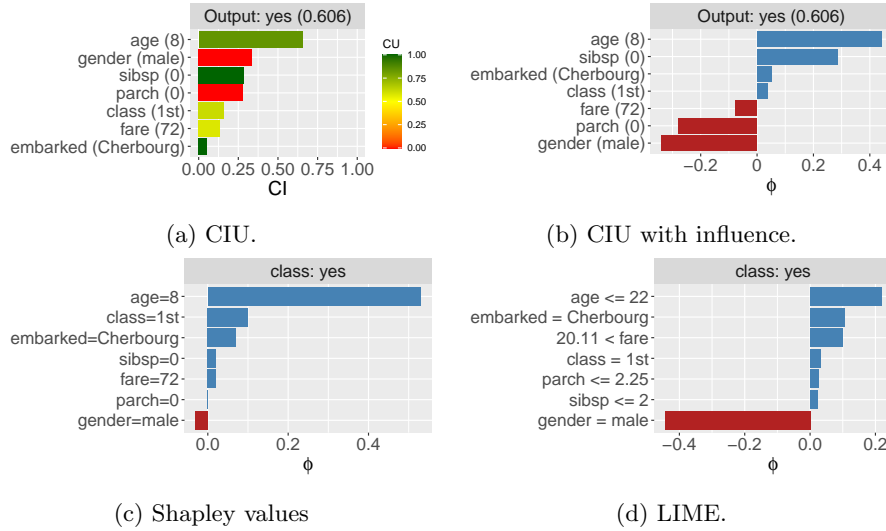 Output: yes (0.606)
age (8)
gender (male)
sibsp (0)
parch (0)
class (1st)
fare (72)
embarked (Cherbourg)
0.00 0.25 0.50 0.75 1.00
CI
CU
1.00
0.75
0.50
0.25
0.00
(a) CIU.
Output: yes (0.606)
age (8)
sibsp (0)
embarked (Cherbourg)
class (1st)
fare (72)
parch (0)
gender (male)
−0.2 0 0.2 0.4
ϕ
(b) CIU with influence.
class: yes
age=8
class=1st
embarked=Cherbourg
sibsp=0
fare=72
parch=0
gender=male
0.0 0.2 0.4
ϕ
(c) Shapley values
class: yes
age <= 22
embarked = Cherbourg
20.11 < fare
class = 1st
parch <= 2.25
sibsp <= 2
gender = male
−0.4 −0.2 0.0 0.2
ϕ
(d) LIME.